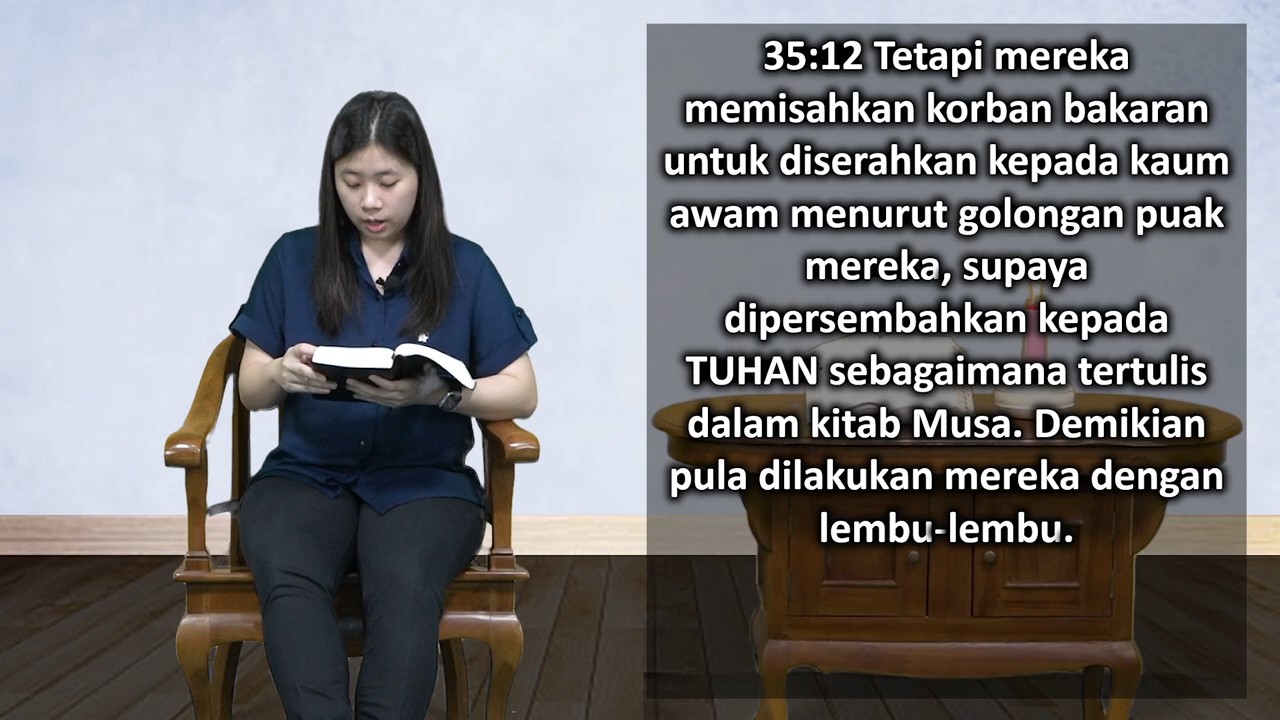 35:12 Tetapi mereka
memisahkan korban bakaran
untuk diserahkan kepada kaum
awam menurut golongan puak
mereka, supaya
dipersembahkan kepada
TUHAN sebagaimana tertulis
dalam kitab Musa. Demikian
pula dilakukan mereka dengan
lembu-lembu.